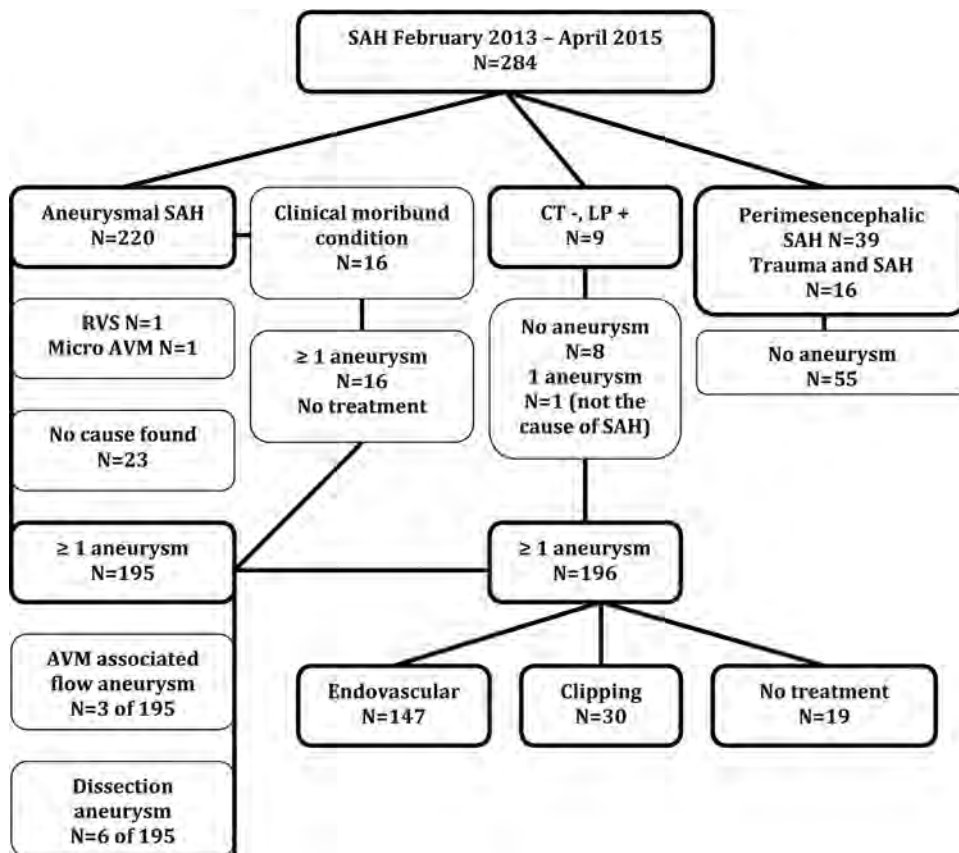 SAH February 2013 – April 2015
N=284
Aneurysmal SAH
N=220
Clinical moribund
condition
N=16
CT -, LP +
N=9
Perimesencephalic
SAH N=39
Trauma and SAH
N=16
RVS N=1
Micro AVM N=1
≥ 1 aneurysm
N=16
No treatment
No aneurysm
N=8
1 aneurysm
N=1 (not the
cause of SAH)
No aneurysm
N=55
No cause found
N=23
≥ 1 aneurysm
N=195
≥ 1 aneurysm
N=196
AVM associated
flow aneurysm
N=3 of 195
Endovascular
N=147
Clipping
N=30
No treatment
N=19
Dissection
aneurysm
N=6 of 195